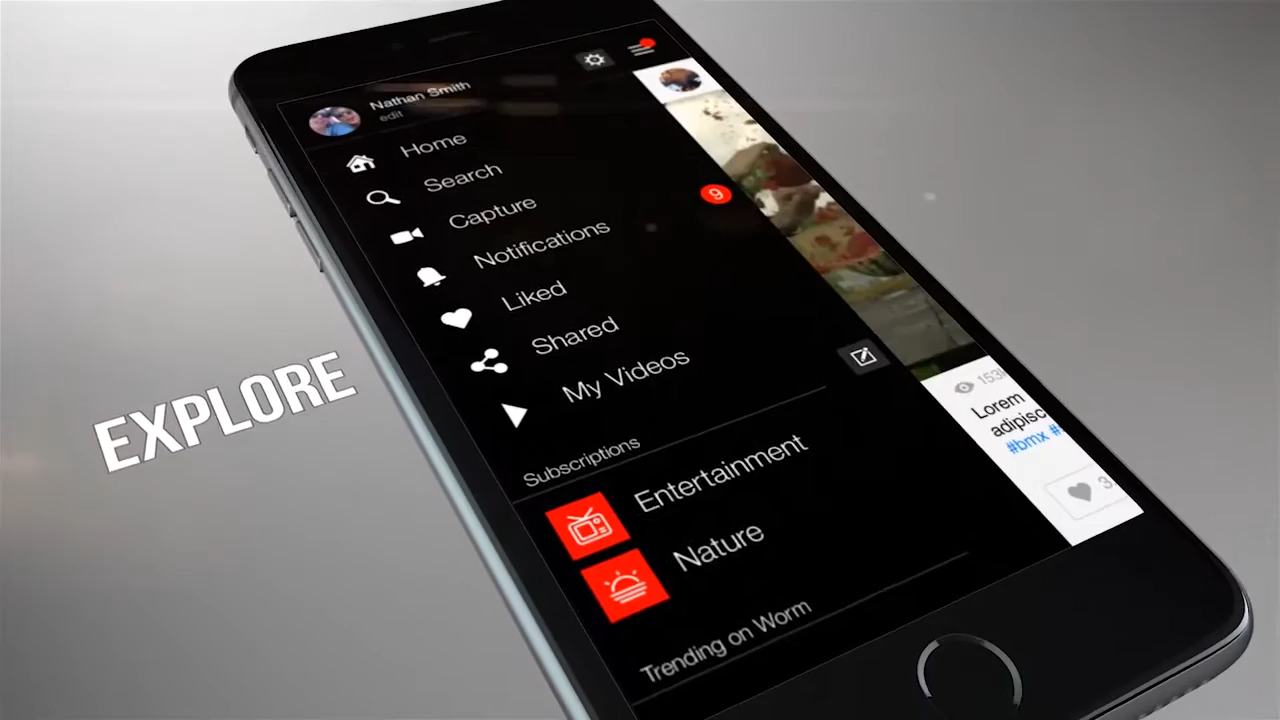 Nathan Smith
edit
Home
Search
Capture
Notifications
9
Liked
Shared
My Videos
Subscriptions
Entertainment
Nature
Trending on Worm
EXPLORE
Lorem
adipisc
#bmx #